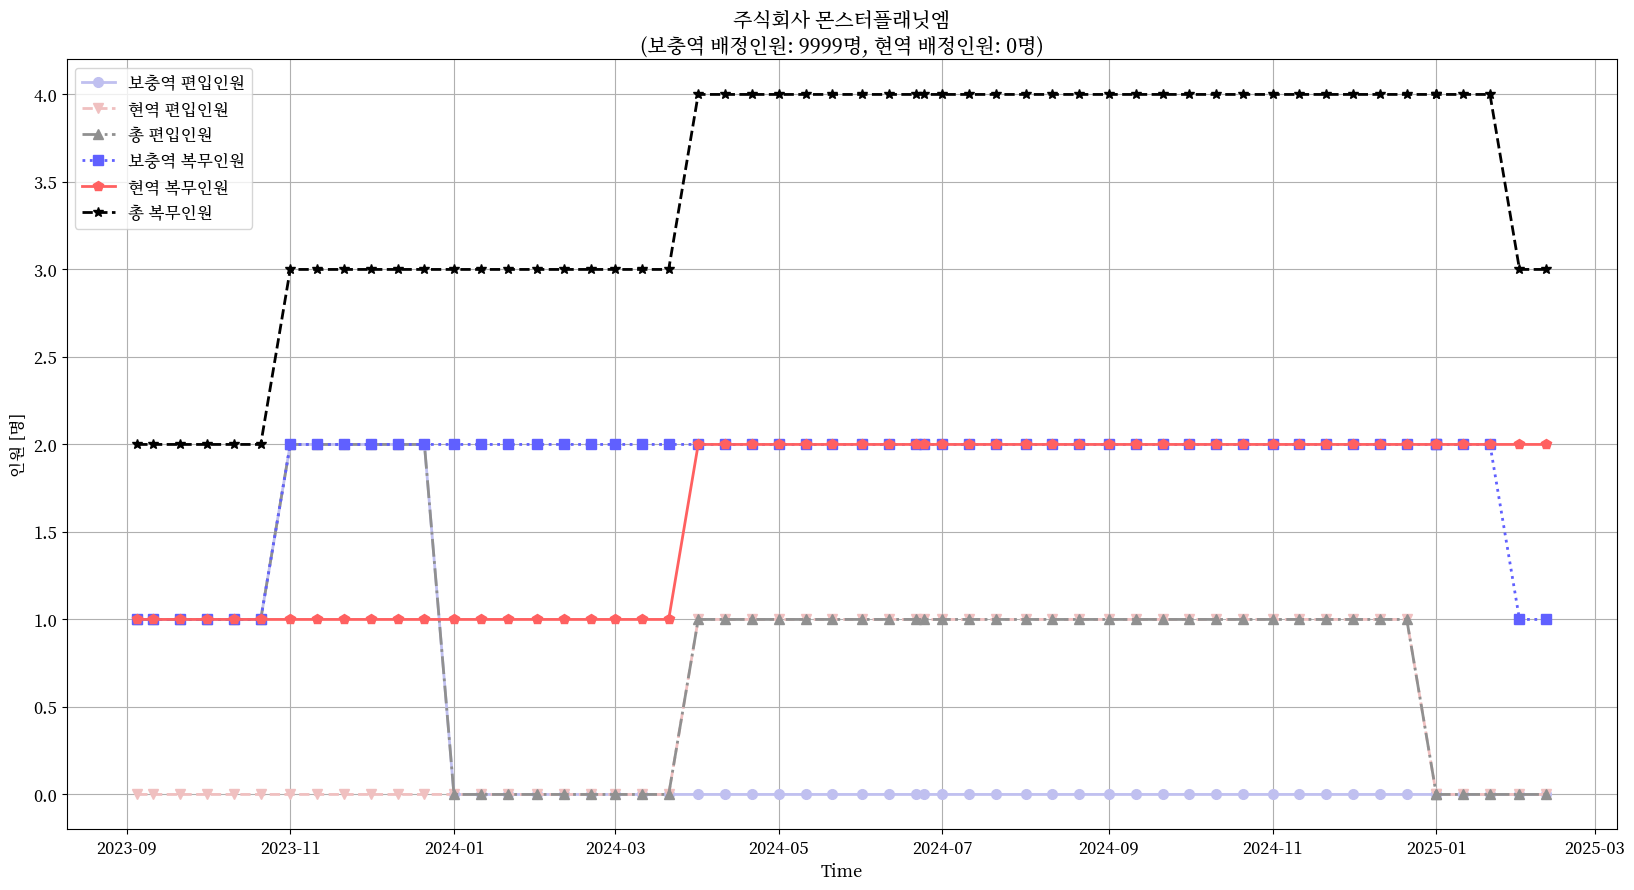 주식회사 몬스터플래닛엠
(보충역 배정인원: 9999명, 현역 배정인원: 0명)
보충역 편입인원
현역 편입인원
총 편입인원
보충역 복무인원
현역 복무인원
총 복무인원
4.0
3.5
3.0
2.5
2.0
1.5
1.0
0.5
0.0
인원 [명]
2023-09 2023-11 2024-01 2024-03 2024-05 2024-07 2024-09 2024-11 2025-01 2025-03
Time